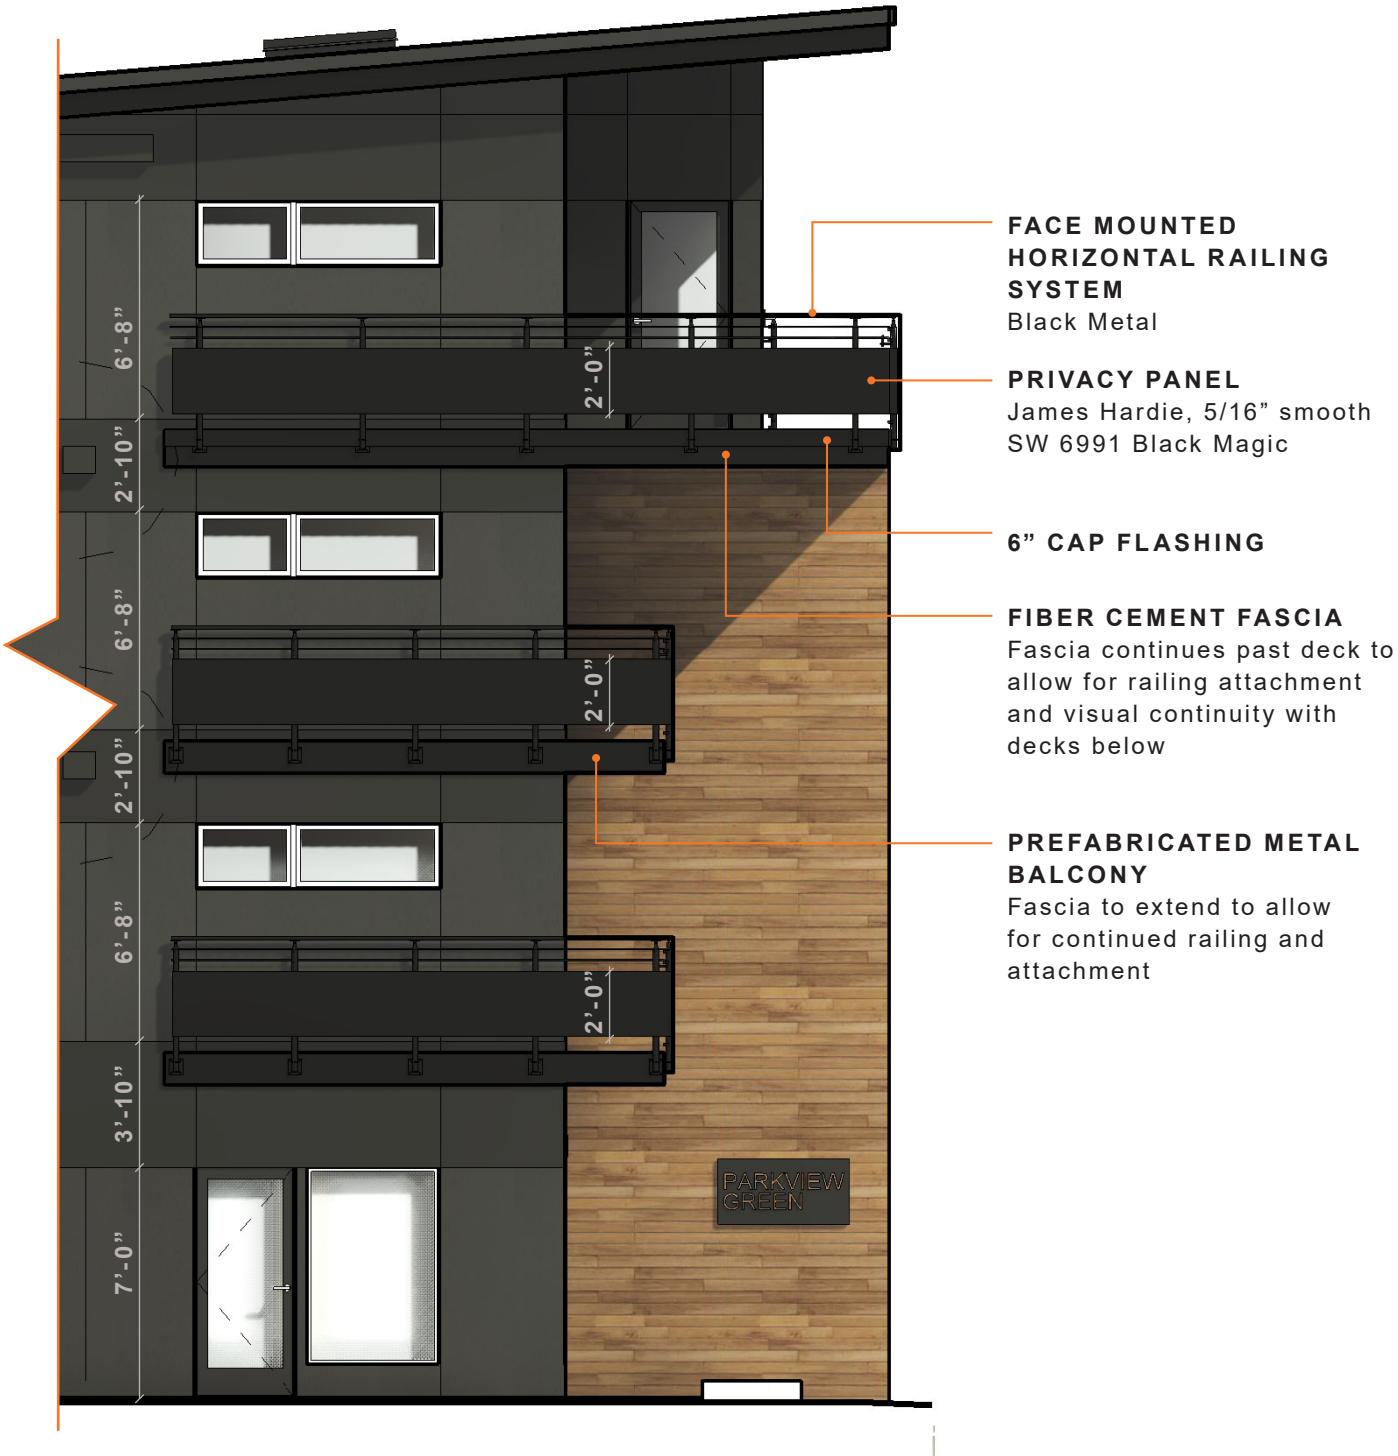 FACE MOUNTED
HORIZONTAL RAILING
SYSTEM
Black Metal
PRIVACY PANEL
James Hardie, 5/16” smooth
SW 6991 Black Magic
6” CAP FLASHING
FIBER CEMENT FASCIA
Fascia continues past deck to
allow for railing attachment
and visual continuity with
decks below
PREFABRICATED METAL
BALCONY
Fascia to extend to allow
for continued railing and
attachment
6’-8”
2’-0”
2’-10”
6’-8”
2’-0”
2’-10”
6’-8”
2’-0”
3’-10”
7’-0”
PARKVIEW
GREEN